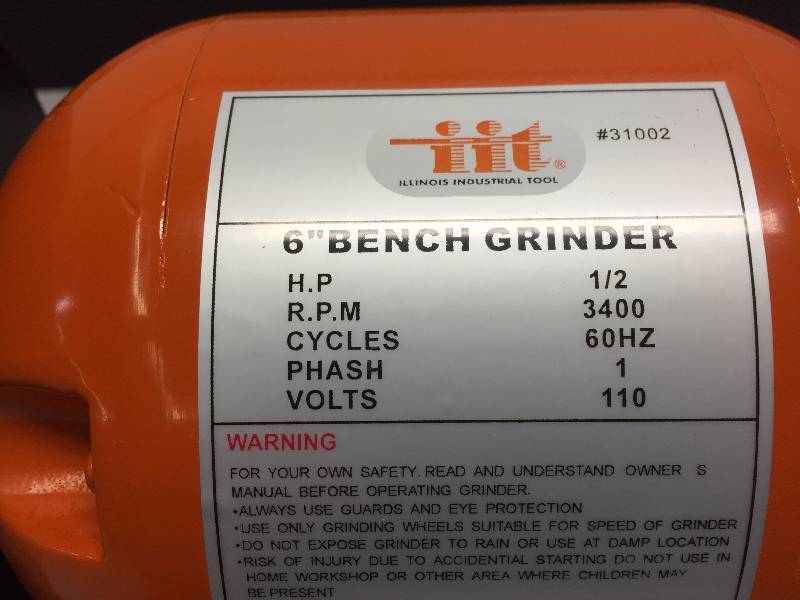 iit®
#31002
ILLINOIS INDUSTRIAL TOOL
6"BENCH GRINDER
H.P 1/2
R.P.M 3400
CYCLES 60HZ
PHASH 1
VOLTS 110
WARNING
FOR YOUR OWN SAFETY. READ AND UNDERSTAND OWNER S
MANUAL BEFORE OPERATING GRINDER.
•ALWAYS USE GUARDS AND EYE PROTECTION
•USE ONLY GRINDING WHEELS SUITABLE FOR SPEED OF GRINDER
•DO NOT EXPOSE GRINDER TO RAIN OR USE AT DAMP LOCATION
•RISK OF INJURY DUE TO ACCIDENTIAL STARTING DO NOT USE IN
HOME WORKSHOP OR OTHER AREA WHERE CHILDREN MAY
BE PRESENT